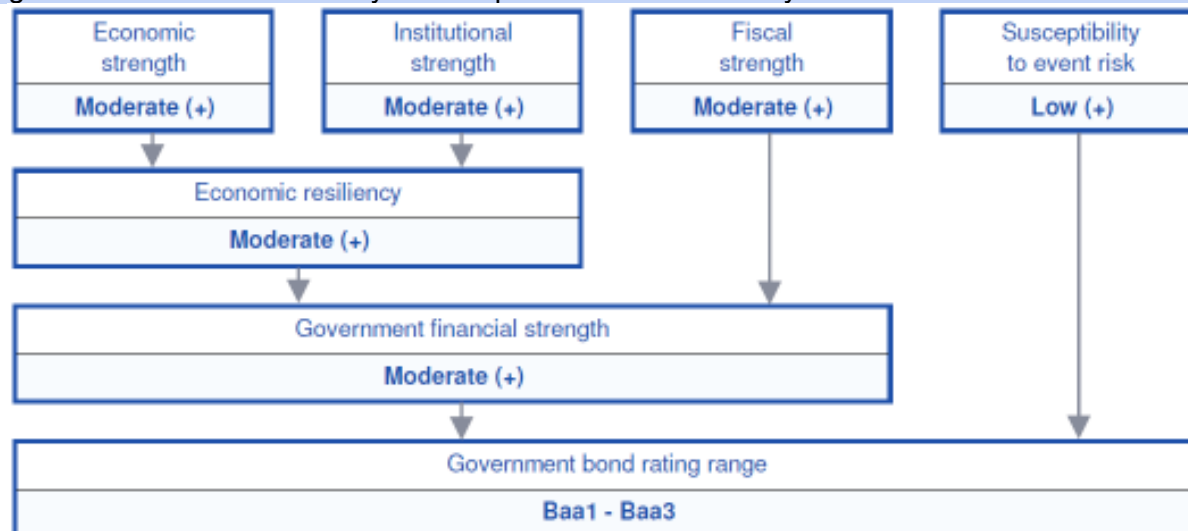 Economic
strength
Moderate (+)
Institutional
strength
Moderate (+)
Fiscal
strength
Moderate (+)
Susceptibility
to event risk
Low (+)
Economic resiliency
Moderate (+)
Government financial strength
Moderate (+)
Government bond rating range
Baa1 - Baa3